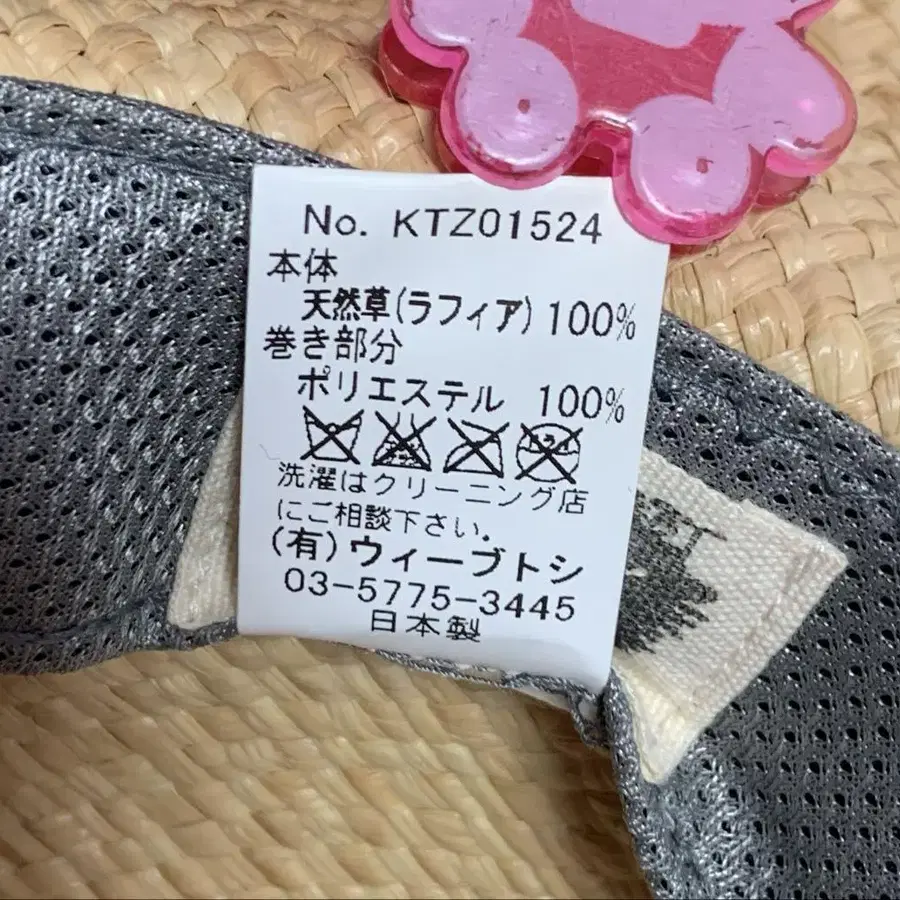 No. KTZ01524
本体
天然草(ラフィア) 100%
巻き部分
ポリエステル 100%
洗濯はクリーニング店
にご相談下さい.
(有)ウィーブトシ
03-5775-3445
日本製